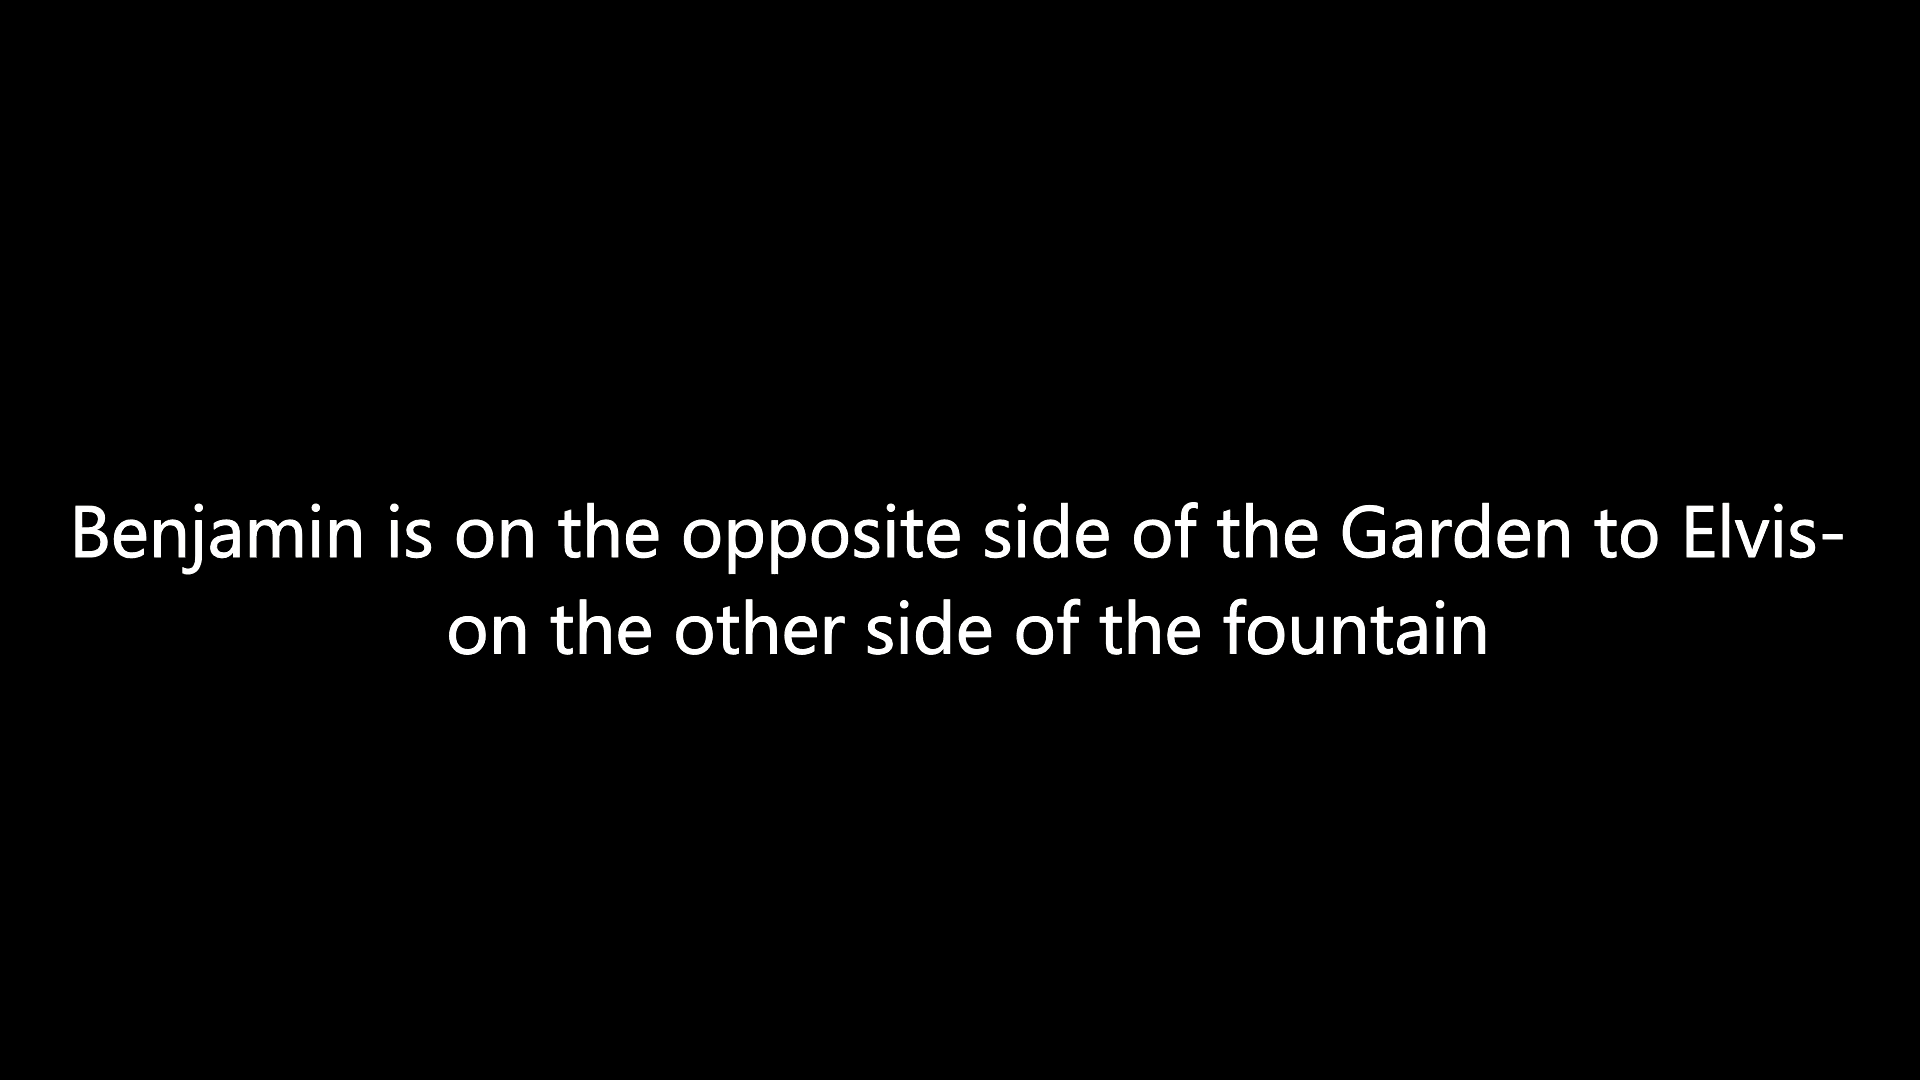 Benjamin is on the opposite side of the Garden to Elvis-
on the other side of the fountain